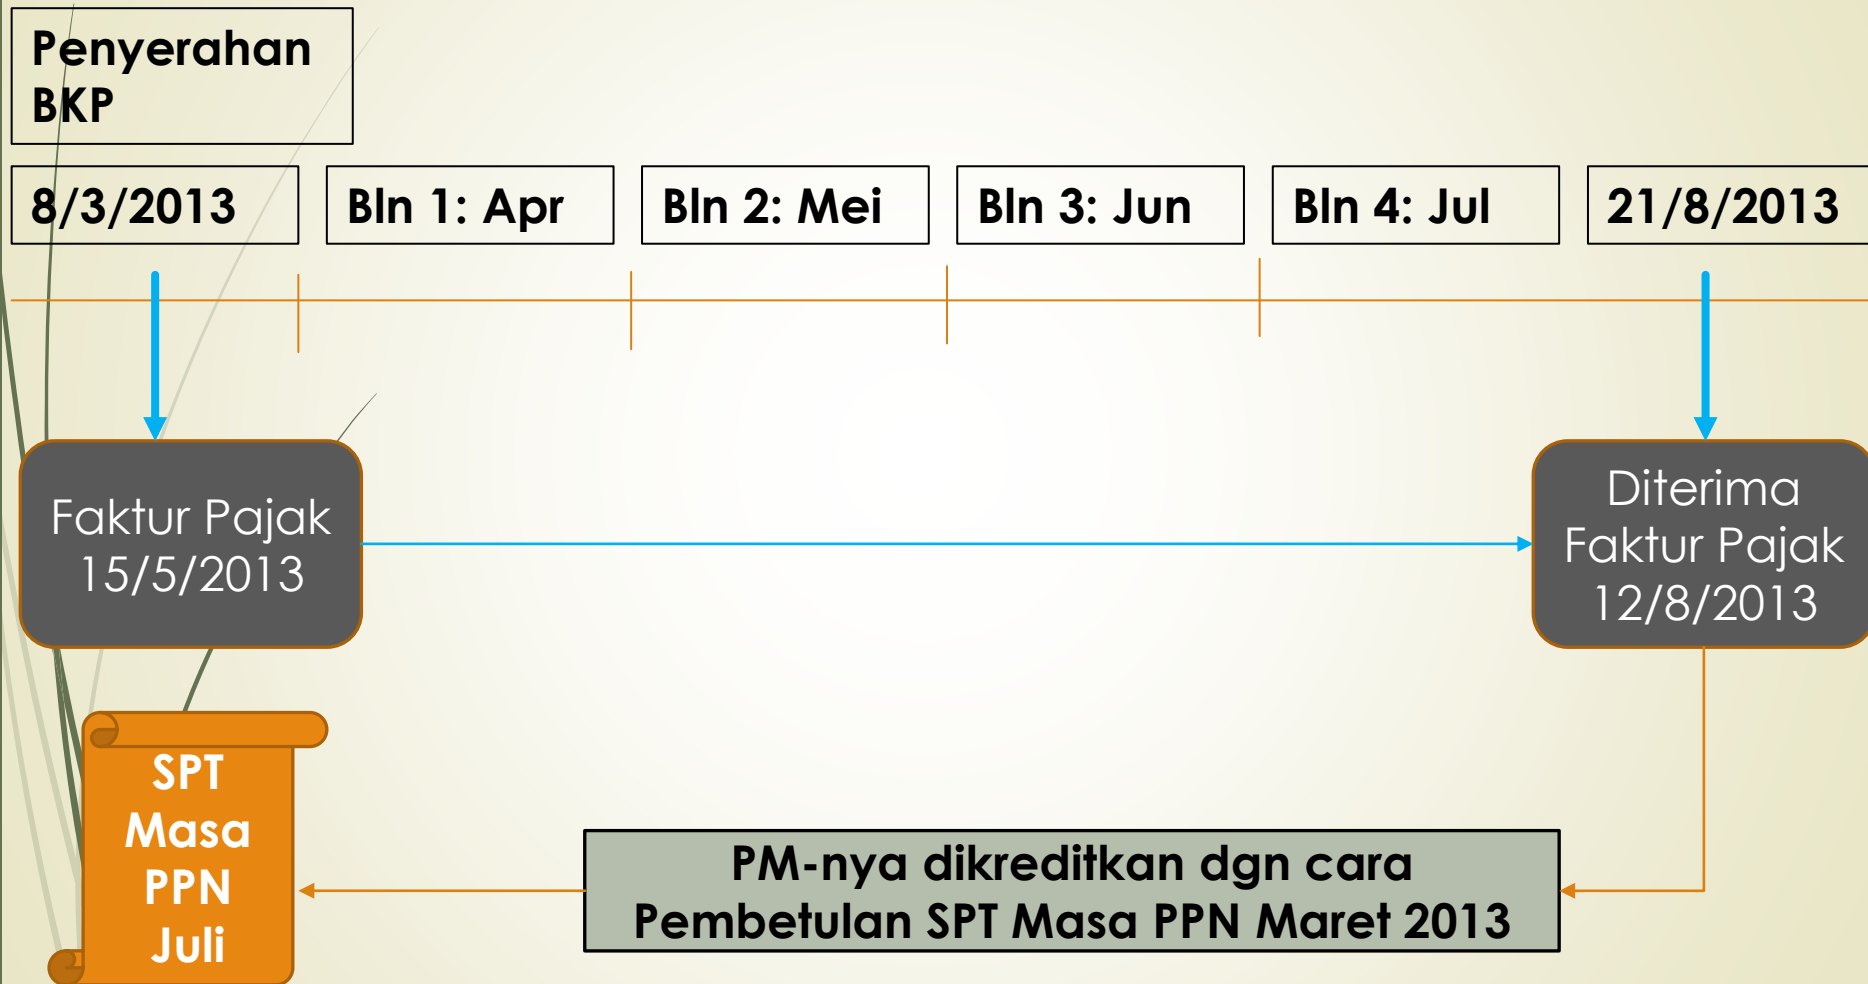 Penyerahan
BKP
8/3/2013
Bln 1: Apr
Bln 2: Mei
Bln 3: Jun
Bln 4: Jul
21/8/2013
Faktur Pajak
15/5/2013
Diterima
Faktur Pajak
12/8/2013
SPT
Masa
PPN
Juli
PM-nya dikreditkan dgn cara
Pembetulan SPT Masa PPN Maret 2013